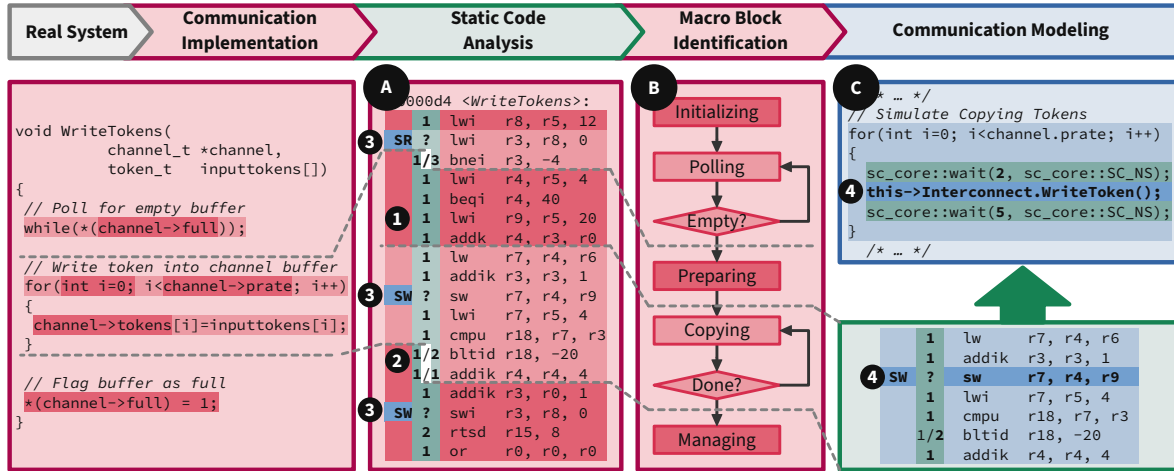 Real System
Communication
Implementation
Static Code
Analysis
Macro Block
Identification
Communication Modeling
void WriteTokens(
channel_t *channel,
token_t inputtokens[])
{
// Poll for empty buffer
while(*(channel->full));
// Write token into channel buffer
for(int i=0; i<channel->prate; i++)
{
channel->tokens[i]=inputtokens[i];
}
// Flag buffer as full
*(channel->full) = 1;
}
A
0000d4 <WriteTokens>:
1 lwi r8, r5, 12
3 SR ? lwi r3, r8, 0
1/3 bnei r3, -4
1 lwi r4, r5, 4
1 beqi r4, 40
1 1 lwi r9, r5, 20
1 addk r4, r3, r0
1 lw r7, r4, r6
1 addik r3, r3, 1
3 SW ? sw r7, r4, r9
1 lwi r7, r5, 4
1 cmpu r18, r7, r3
2 1/2 bltid r18, -20
1/1 addik r4, r4, 4
1 addik r3, r0, 1
3 SW ? swi r3, r8, 0
2 rtsd r15, 8
1 or r0, r0, r0
B
Initializing
Polling
Empty?
Preparing
Copying
Done?
Managing
C
/* … */
// Simulate Copying Tokens
for(int i=0; i<channel.prate; i++)
{
sc_core::wait(2, sc_core::SC_NS);
4 this->Interconnect.WriteToken();
sc_core::wait(5, sc_core::SC_NS);
}
/* … */
1 lw r7, r4, r6
1 addik r3, r3, 1
4 SW ? sw r7, r4, r9
1 lwi r7, r5, 4
1 cmpu r18, r7, r3
1/2 bltid r18, -20
1 addik r4, r4, 4